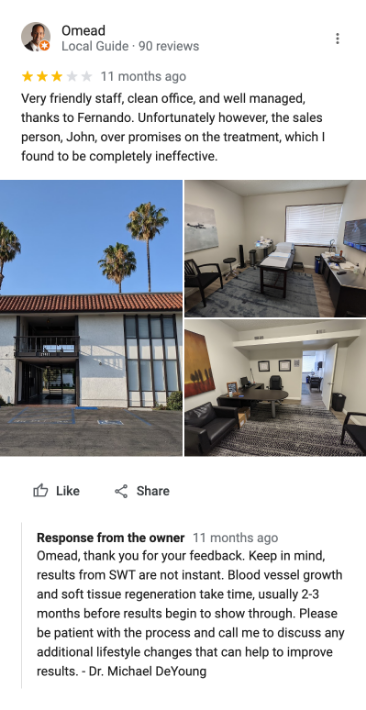 Omead
Local Guide · 90 reviews
11 months ago
Very friendly staff, clean office, and well managed,
thanks to Fernando. Unfortunately however, the sales
person, John, over promises on the treatment, which I
found to be completely ineffective.
Like
Share
Response from the owner 11 months ago
Omead, thank you for your feedback. Keep in mind,
results from SWT are not instant. Blood vessel growth
and soft tissue regeneration take time, usually 2-3
months before results begin to show through. Please
be patient with the process and call me to discuss any
additional lifestyle changes that can help to improve
results. - Dr. Michael DeYoung